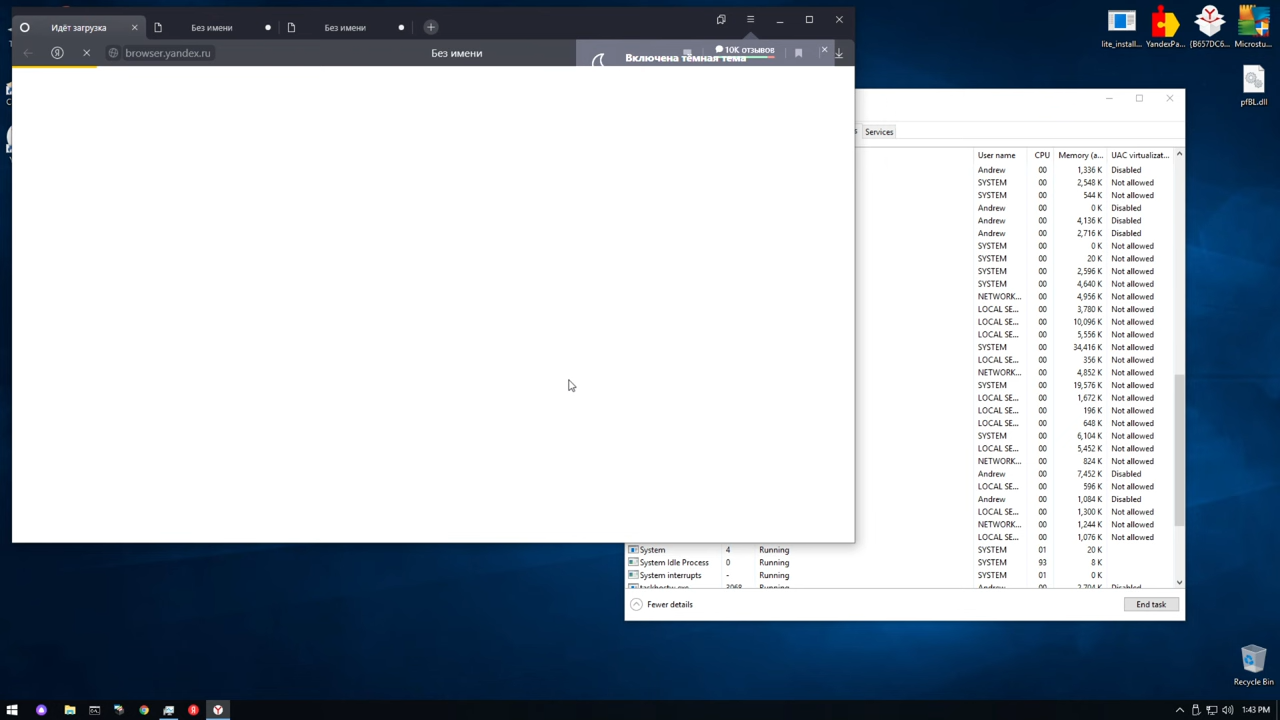 Идёт загрузка
Без имени
Без имени
browser.yandex.ru
Без имени
10K отзывов
Включена тёмная тема
lite_install...
YandexPa...
{B657DC6...
Microstu...
pfBL.dll
Services
User name CPU Memory (a... UAC virtualizat...
Andrew 00 1,336 K Disabled
SYSTEM 00 2,548 K Not allowed
SYSTEM 00 544 K Not allowed
Andrew 00 0 K Disabled
Andrew 00 4,136 K Disabled
Andrew 00 2,716 K Disabled
SYSTEM 00 0 K Not allowed
SYSTEM 00 20 K Not allowed
SYSTEM 00 2,596 K Not allowed
SYSTEM 00 4,640 K Not allowed
NETWORK... 00 4,956 K Not allowed
LOCAL SE... 00 3,780 K Not allowed
LOCAL SE... 00 10,096 K Not allowed
LOCAL SE... 00 5,556 K Not allowed
SYSTEM 00 34,416 K Not allowed
LOCAL SE... 00 356 K Not allowed
NETWORK... 00 4,852 K Not allowed
SYSTEM 00 19,576 K Not allowed
LOCAL SE... 00 1,672 K Not allowed
LOCAL SE... 00 196 K Not allowed
LOCAL SE... 00 648 K Not allowed
SYSTEM 00 6,104 K Not allowed
LOCAL SE... 00 5,452 K Not allowed
NETWORK... 00 824 K Not allowed
Andrew 00 7,452 K Disabled
LOCAL SE... 00 596 K Not allowed
Andrew 00 1,084 K Disabled
LOCAL SE... 00 1,300 K Not allowed
NETWORK... 00 1,244 K Not allowed
LOCAL SE... 00 1,076 K Not allowed
System 4 Running SYSTEM 01 20 K
System Idle Process 0 Running SYSTEM 93 8 K
System interrupts - Running SYSTEM 01 0 K
taskhostw.exe 3068 Running Andrew 00 2,704 K Disabled
Fewer details
End task
Recycle Bin
1:43 PM